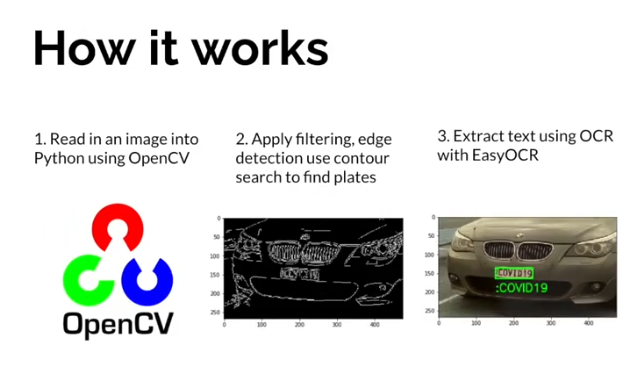 How it works
1. Read in an image into
Python using OpenCV
2. Apply filtering, edge
detection use contour
search to find plates
3. Extract text using OCR
with EasyOCR
OpenCV
0
50
100
150
200
250
0
100
200
300
400
COVID19
0
50
100
150
200
250
0
100
200
300
400
:COVID19
:COVID19